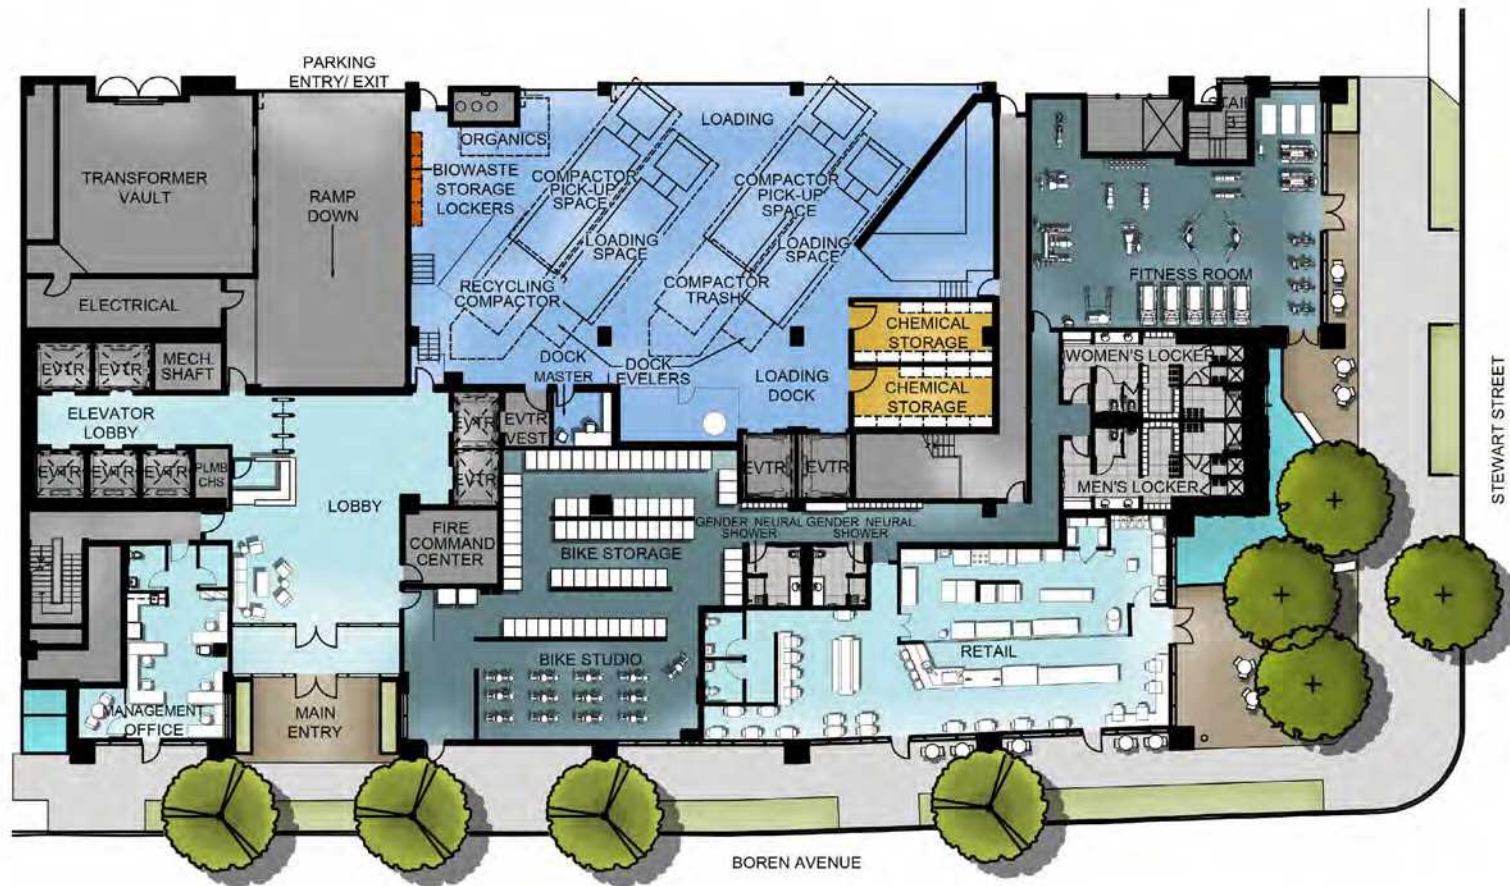 PARKING
ENTRY/ EXIT
TRANSFORMER
VAULT
RAMP
DOWN
ELECTRICAL
ORGANICS
BIOWASTE
STORAGE
LOCKERS
LOADING
COMPACTOR
PICK-UP
SPACE
COMPACTOR
PICK-UP
SPACE
LOADING
SPACE
LOADING
SPACE
RECYCLING
COMPACTOR
COMPACTOR
TRASH
CHEMICAL
STORAGE
CHEMICAL
STORAGE
DOCK
MASTER
DOCK
LEVELERS
LOADING
DOCK
STAIR
FITNESS ROOM
WOMEN'S LOCKER
MEN'S LOCKER
EVTR
EVTR
MECH.
SHAFT
ELEVATOR
LOBBY
EVTR
EVTR
EVTR
PLMB
CHS
EVTR
EVTR
EVTR
VEST
EVTR
EVTR
LOBBY
FIRE
COMMAND
CENTER
BIKE STORAGE
GENDER NEURAL
SHOWER
GENDER NEURAL
SHOWER
BIKE STUDIO
RETAIL
MANAGEMENT
OFFICE
MAIN
ENTRY
STEWART STREET
BOREN AVENUE